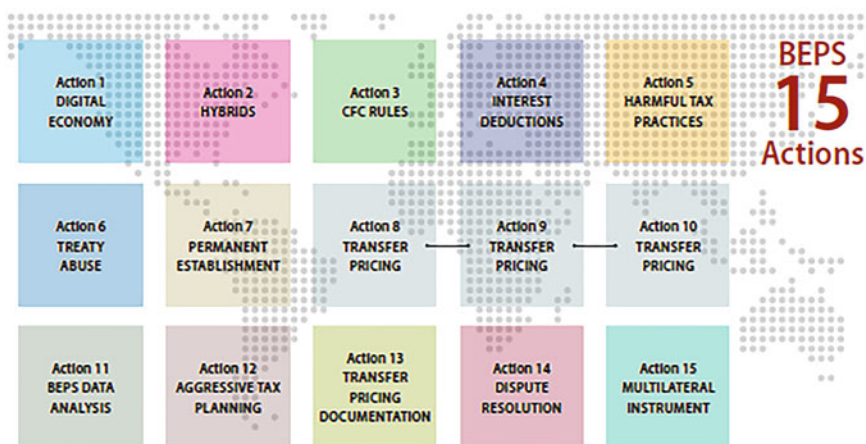 Action 1
DIGITAL
ECONOMY
Action 2
HYBRIDS
Action 3
CFC RULES
Action 4
INTEREST
DEDUCTIONS
Action 5
HARMFUL TAX
PRACTICES
BEPS
15
Actions
Action 6
TREATY
ABUSE
Action 7
PERMANENT
ESTABLISHMENT
Action 8
TRANSFER
PRICING
Action 9
TRANSFER
PRICING
Action 10
TRANSFER
PRICING
Action 11
BEPS DATA
ANALYSIS
Action 12
AGGRESSIVE TAX
PLANNING
Action 13
TRANSFER
PRICING
DOCUMENTATION
Action 14
DISPUTE
RESOLUTION
Action 15
MULTILATERAL
INSTRUMENT